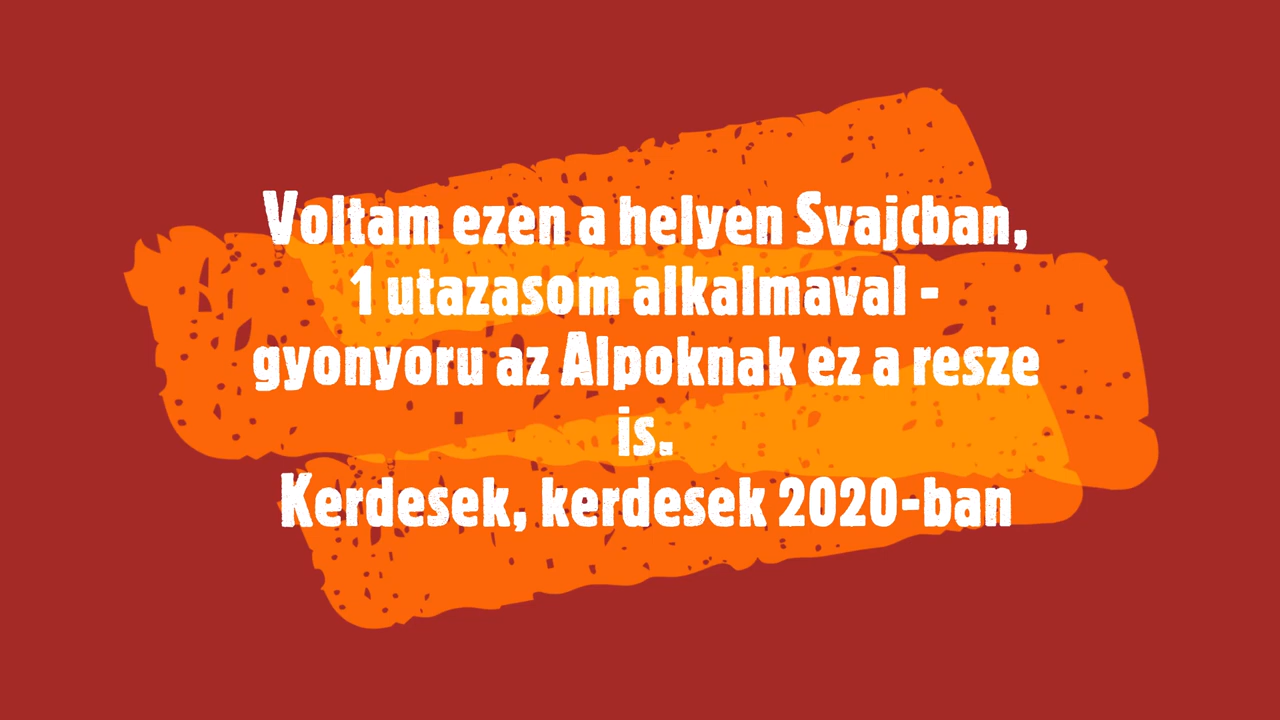 Voltam ezen a helyen Svajcban,
1 utazasom alkalmaval -
gyonyoru az Alpoknak ez a resze
is.
Kerdesek, kerdesek 2020-ban